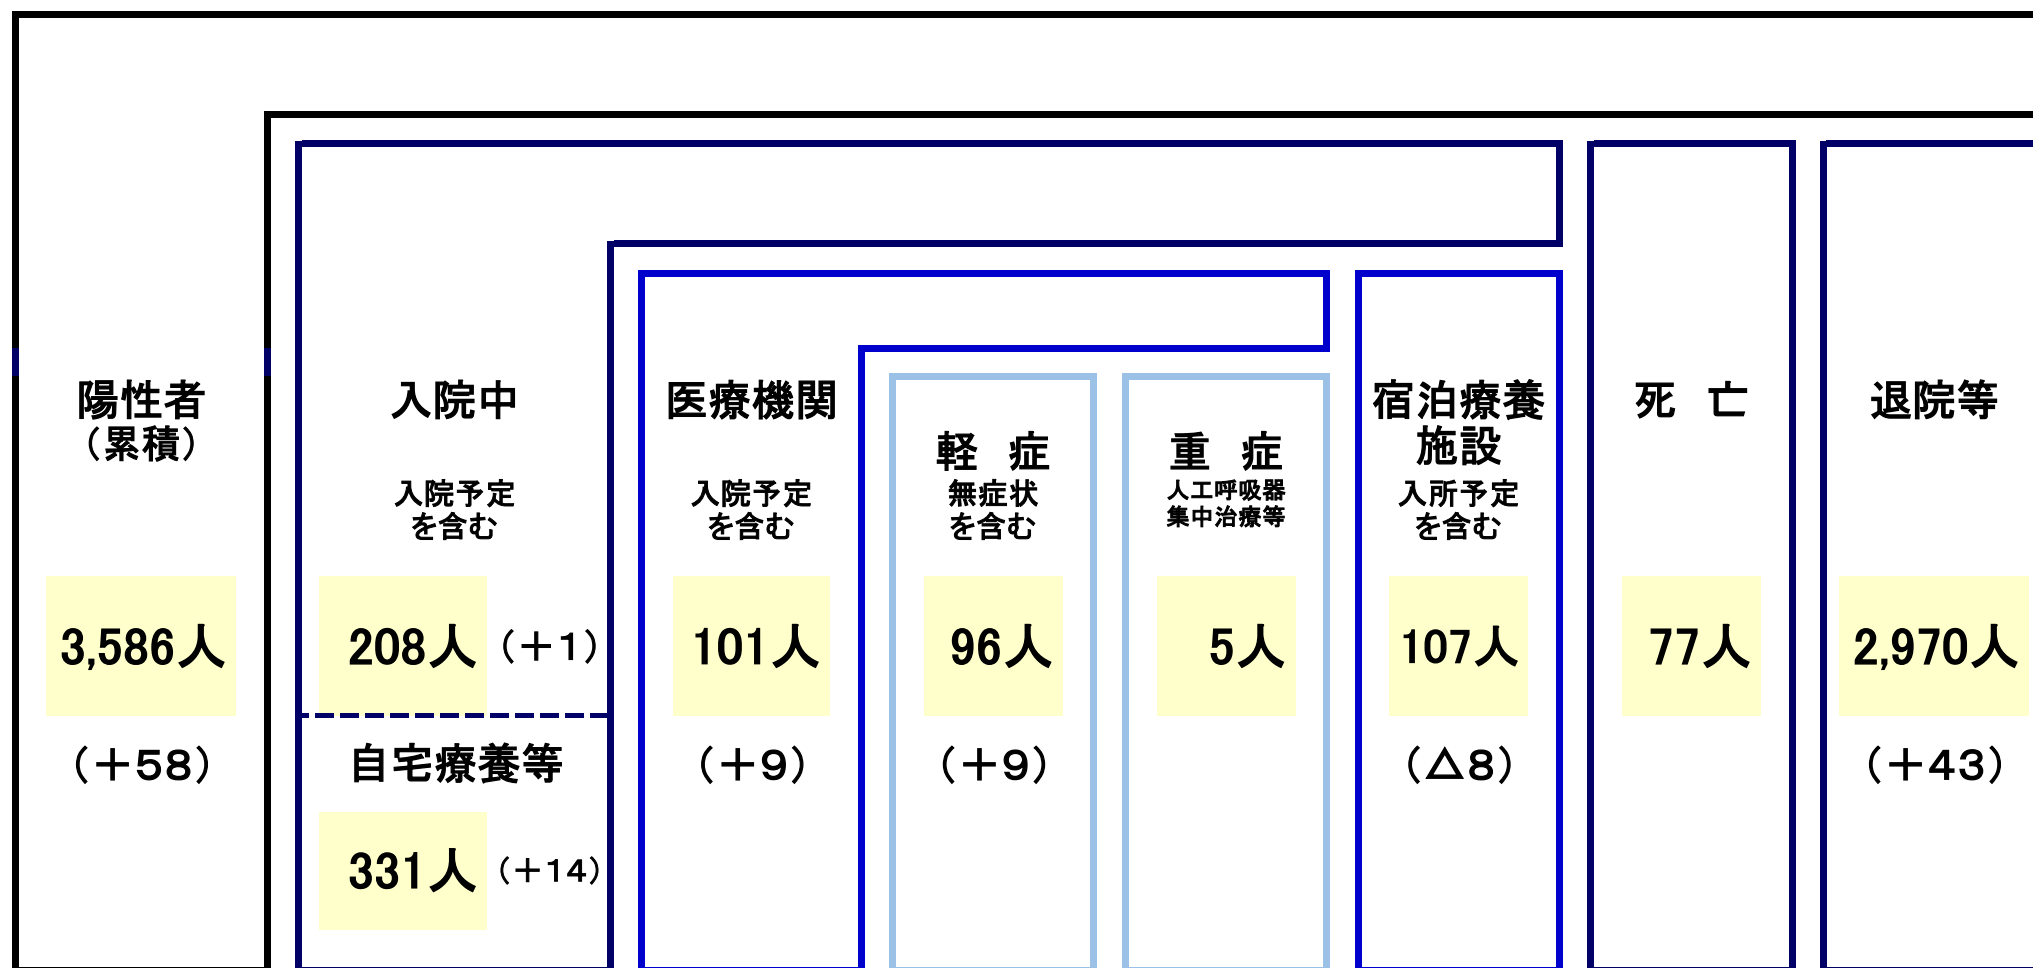 陽性者
（累積）
3,586人
（＋58）
入院中
入院予定
を含む
208人 （＋1）
自宅療養等
331人 （＋14）
医療機関
入院予定
を含む
101人
（＋9）
軽 症
無症状
を含む
96人
（＋9）
重 症
人工呼吸器
集中治療等
5人
宿泊療養
施設
入所予定
を含む
107人
（△8）
死 亡
77人
退院等
2,970人
（＋43）